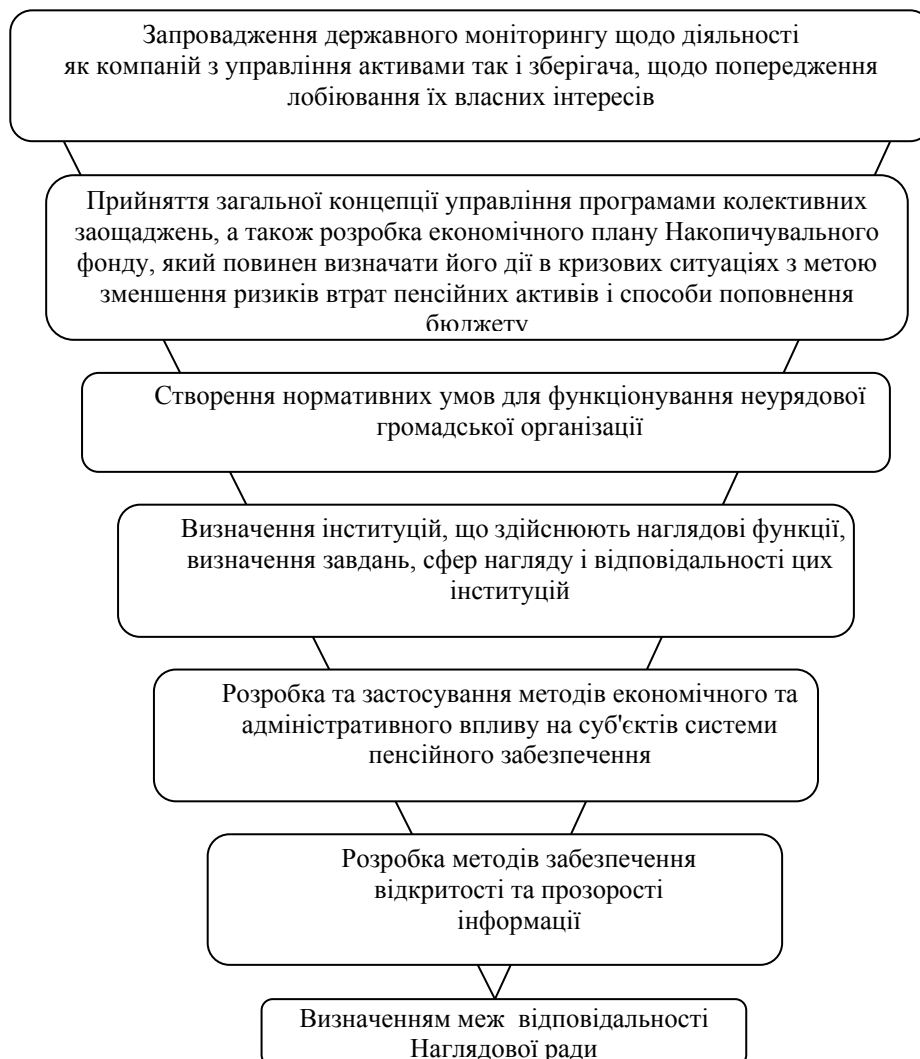 Запровадження державного моніторингу щодо діяльності
як компаній з управління активами так і зберігача, щодо попередження
лобіювання їх власних інтересів
Прийняття загальної концепції управління програмами колективних
заощаджень, а також розробка економічного плану Накопичувального
фонду, який повинен визначати його дії в кризових ситуаціях з метою
зменшення ризиків втрат пенсійних активів і способи поповнення
бюджету
Створення нормативних умов для функціонування неурядової
громадської організації
Визначення інституцій, що здійснюють наглядові функції,
визначення завдань, сфер нагляду і відповідальності цих
інституцій
Розробка та застосування методів економічного та
адміністративного впливу на суб'єктів системи
пенсійного забезпечення
Розробка методів забезпечення
відкритості та прозорості
інформації
Визначенням меж відповідальності
Наглядової ради